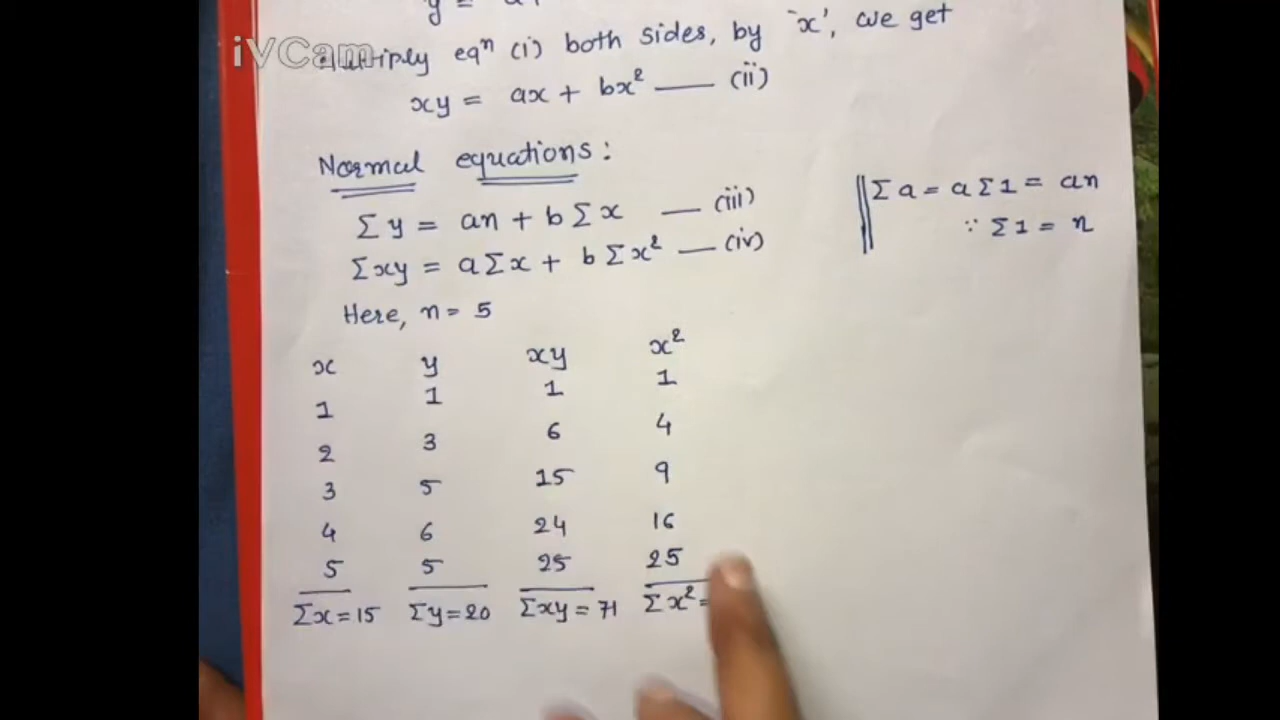 y =
iVCam
Multiply eqⁿ (i) both sides, by 'x', we get
xy = ax + bx² — (ii)
Normal equations:
Σy = an + bΣx — (iii)
Σxy = aΣx + bΣx² — (iv)
Σa = aΣ1 = an
∵ Σ1 = n
Here, n = 5
x y xy x²
1 1 1 1
2 3 6 4
3 5 15 9
4 6 24 16
5 5 25 25
Σx = 15 Σy = 20 Σxy = 71 Σx² =